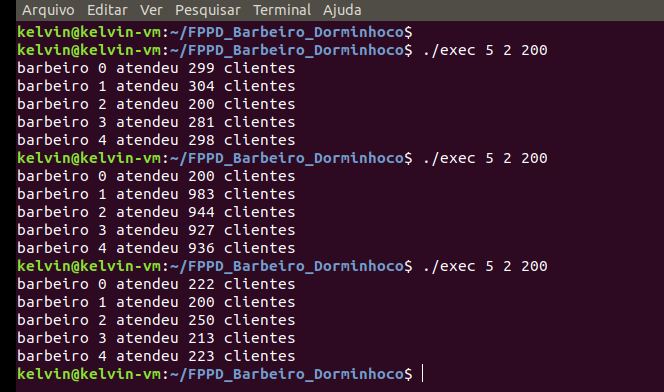 Arquivo Editar Ver Pesquisar Terminal Ajuda
kelvin@kelvin-vm:~/FPPD_Barbeiro_Dorminhoco$
kelvin@kelvin-vm:~/FPPD_Barbeiro_Dorminhoco$ ./exec 5 2 200
barbeiro 0 atendeu 299 clientes
barbeiro 1 atendeu 304 clientes
barbeiro 2 atendeu 200 clientes
barbeiro 3 atendeu 281 clientes
barbeiro 4 atendeu 298 clientes
kelvin@kelvin-vm:~/FPPD_Barbeiro_Dorminhoco$ ./exec 5 2 200
barbeiro 0 atendeu 200 clientes
barbeiro 1 atendeu 983 clientes
barbeiro 2 atendeu 944 clientes
barbeiro 3 atendeu 927 clientes
barbeiro 4 atendeu 936 clientes
kelvin@kelvin-vm:~/FPPD_Barbeiro_Dorminhoco$ ./exec 5 2 200
barbeiro 0 atendeu 222 clientes
barbeiro 1 atendeu 200 clientes
barbeiro 2 atendeu 250 clientes
barbeiro 3 atendeu 213 clientes
barbeiro 4 atendeu 223 clientes
kelvin@kelvin-vm:~/FPPD_Barbeiro_Dorminhoco$